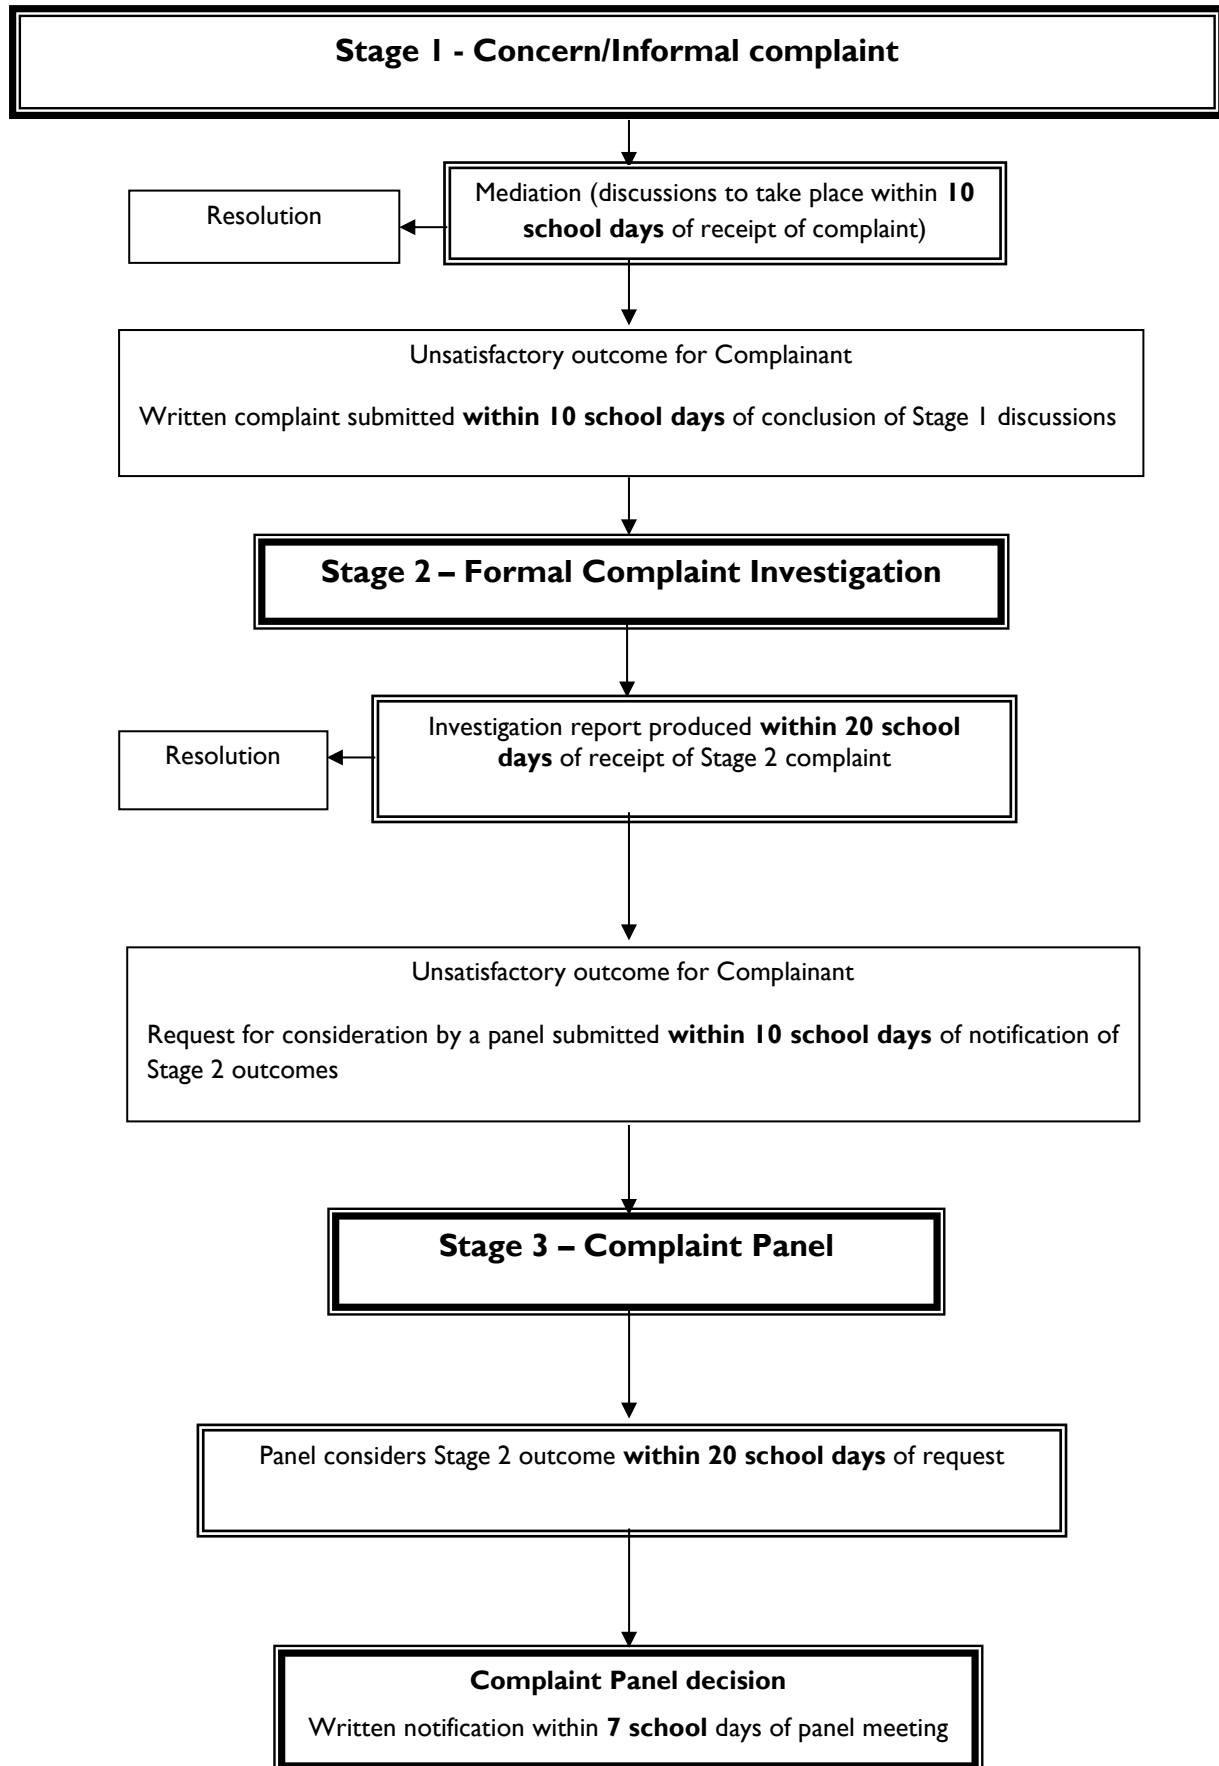 Stage 1 - Concern/Informal complaint
Mediation (discussions to take place within 10
school days of receipt of complaint)
Resolution
Unsatisfactory outcome for Complainant
Written complaint submitted within 10 school days of conclusion of Stage 1 discussions
Stage 2 – Formal Complaint Investigation
Investigation report produced within 20 school
days of receipt of Stage 2 complaint
Resolution
Unsatisfactory outcome for Complainant
Request for consideration by a panel submitted within 10 school days of notification of
Stage 2 outcomes
Stage 3 – Complaint Panel
Panel considers Stage 2 outcome within 20 school days of request
Complaint Panel decision
Written notification within 7 school days of panel meeting